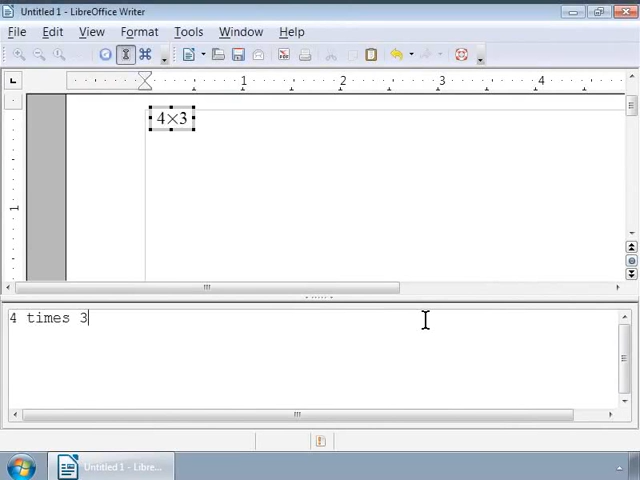 Untitled 1 - LibreOffice Writer
File Edit View Format Tools Window Help
1 2 3 4
4×3
1
4 times 3
Untitled 1 - Libre...